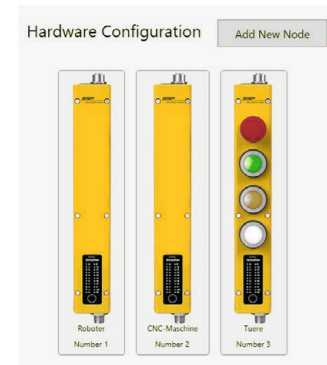 Hardware Configuration
Add New Node
Roboter
CNC-Maschine
Tuere
Number 1
Number 2
Number 3